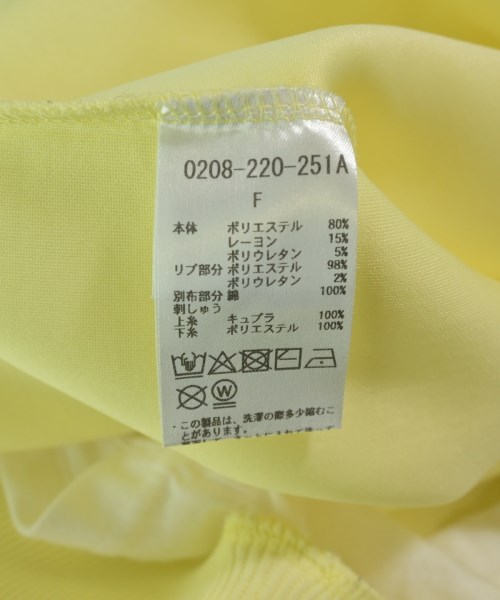 0208-220-251A
F
本体 ポリエステル 80%
レーヨン 15%
ポリウレタン 5%
リブ部分 ポリエステル 98%
ポリウレタン 2%
別布部分 綿 100%
刺しゅう
上糸 キュプラ 100%
下糸 ポリエステル 100%
W
・この製品は、洗濯の際多少縮むこ
とがあります。